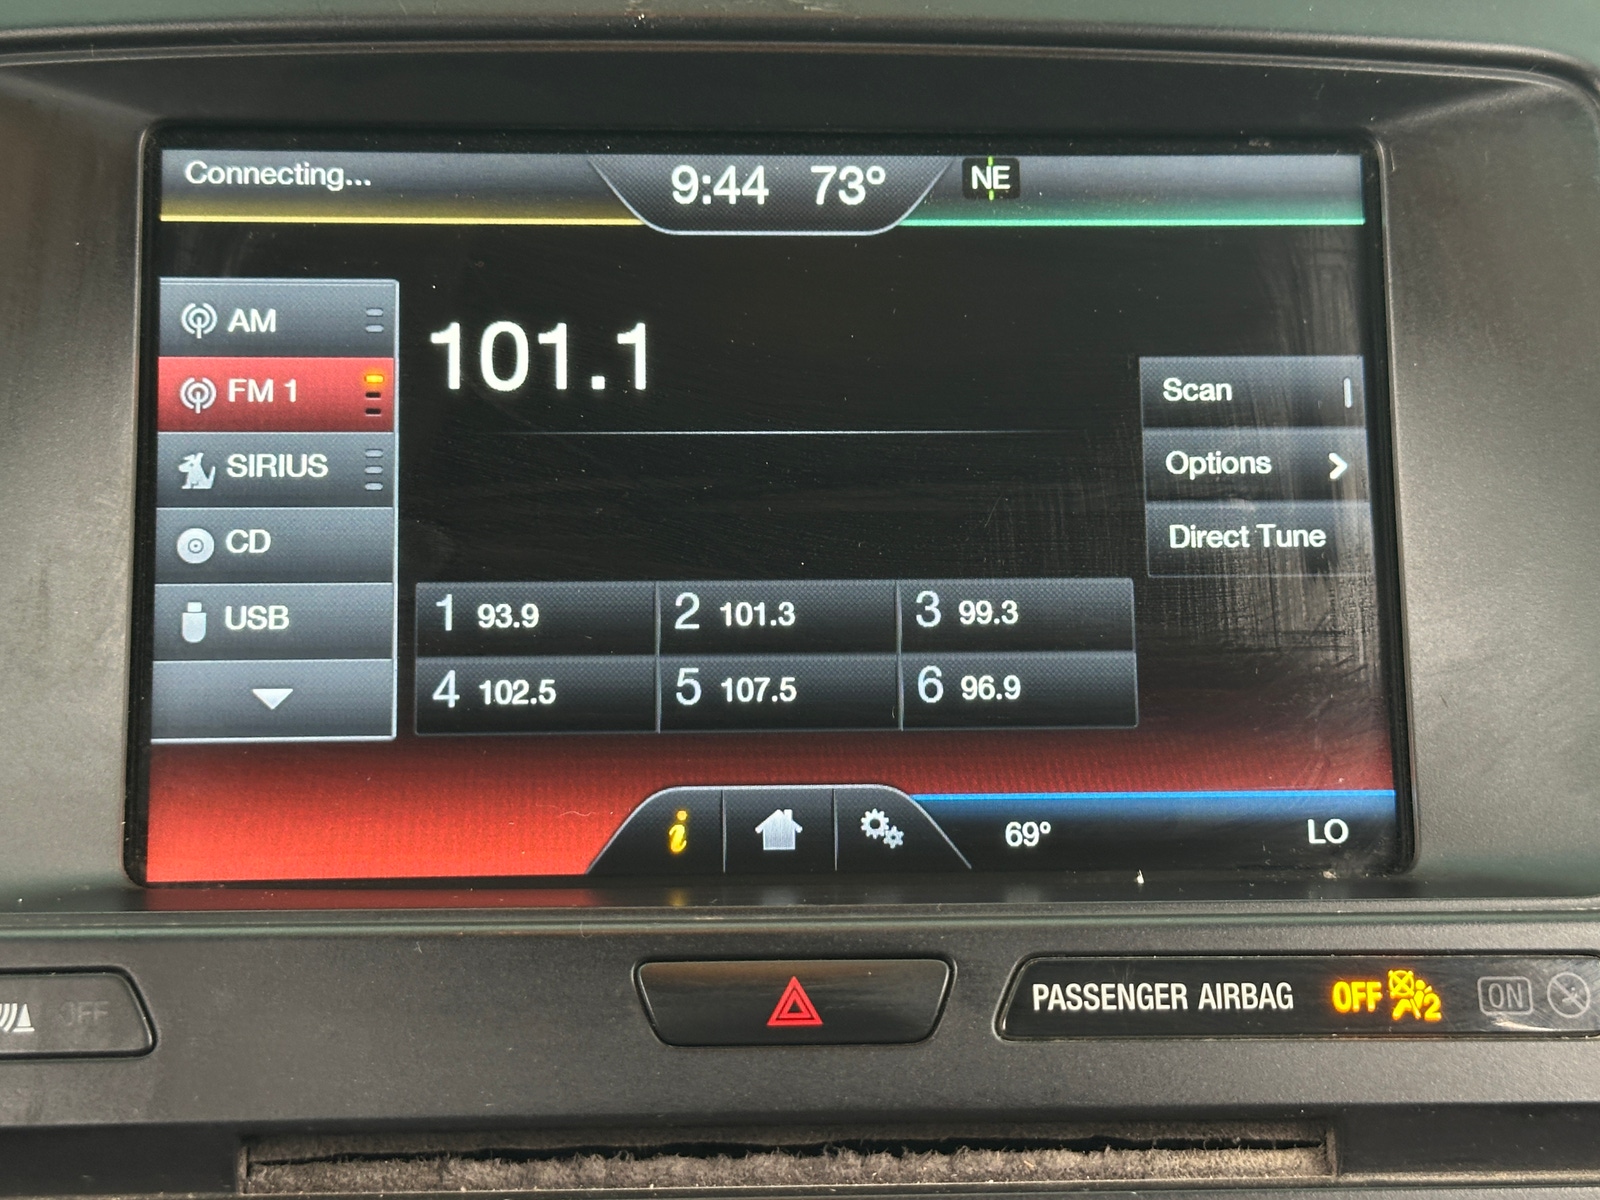 Connecting...
9:44 73°
NE
AM
FM 1
SIRIUS
CD
USB
101.1
Scan
Options
Direct Tune
1 93.9
2 101.3
3 99.3
4 102.5
5 107.5
6 96.9
i
69°
LO
OFF
PASSENGER AIRBAG OFF 2 ON